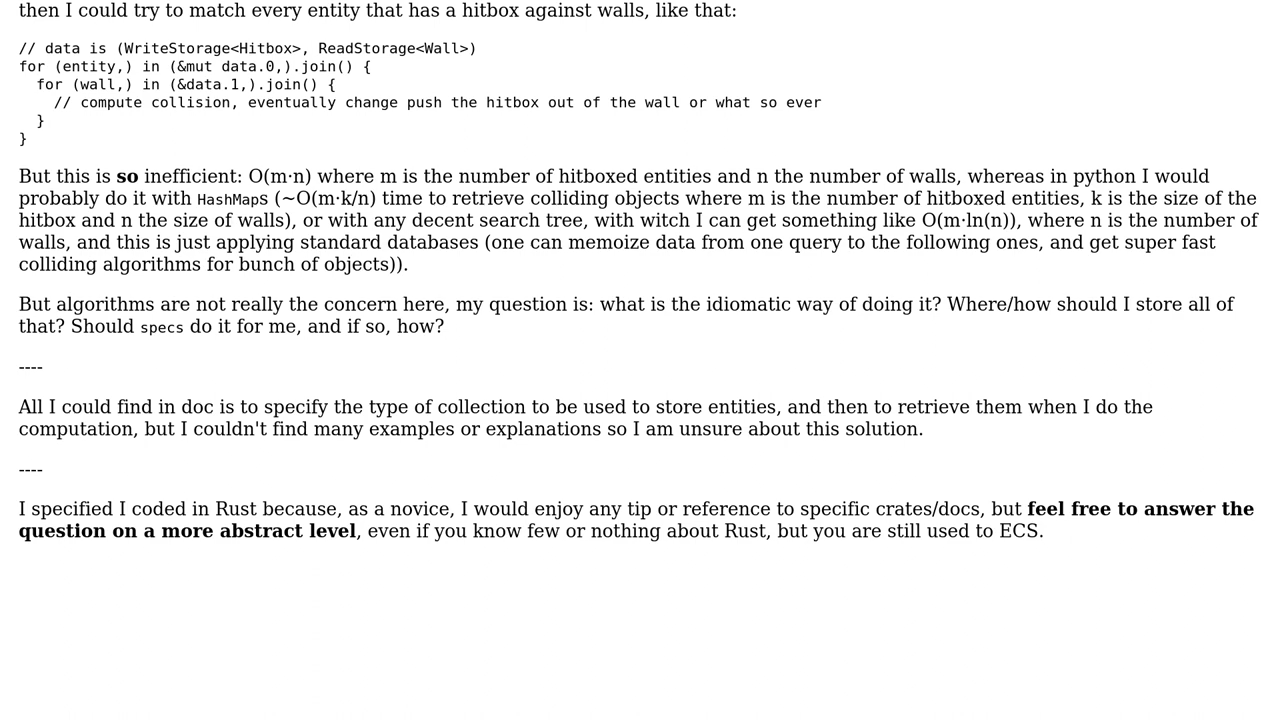 then I could try to match every entity that has a hitbox against walls, like that:
// data is (WriteStorage<Hitbox>, ReadStorage<Wall>)
for (entity,) in (&mut data.0,).join() {
  for (wall,) in (&data.1,).join() {
    // compute collision, eventually change push the hitbox out of the wall or what so ever
  }
}
But this is so inefficient: O(m·n) where m is the number of hitboxed entities and n the number of walls, whereas in python I would
probably do it with HashMaps (~O(m·k/n) time to retrieve colliding objects where m is the number of hitboxed entities, k is the size of the
hitbox and n the size of walls), or with any decent search tree, with witch I can get something like O(m·ln(n)), where n is the number of
walls, and this is just applying standard databases (one can memoize data from one query to the following ones, and get super fast
colliding algorithms for bunch of objects)).
But algorithms are not really the concern here, my question is: what is the idiomatic way of doing it? Where/how should I store all of
that? Should specs do it for me, and if so, how?
----
All I could find in doc is to specify the type of collection to be used to store entities, and then to retrieve them when I do the
computation, but I couldn't find many examples or explanations so I am unsure about this solution.
----
I specified I coded in Rust because, as a novice, I would enjoy any tip or reference to specific crates/docs, but feel free to answer the
question on a more abstract level, even if you know few or nothing about Rust, but you are still used to ECS.